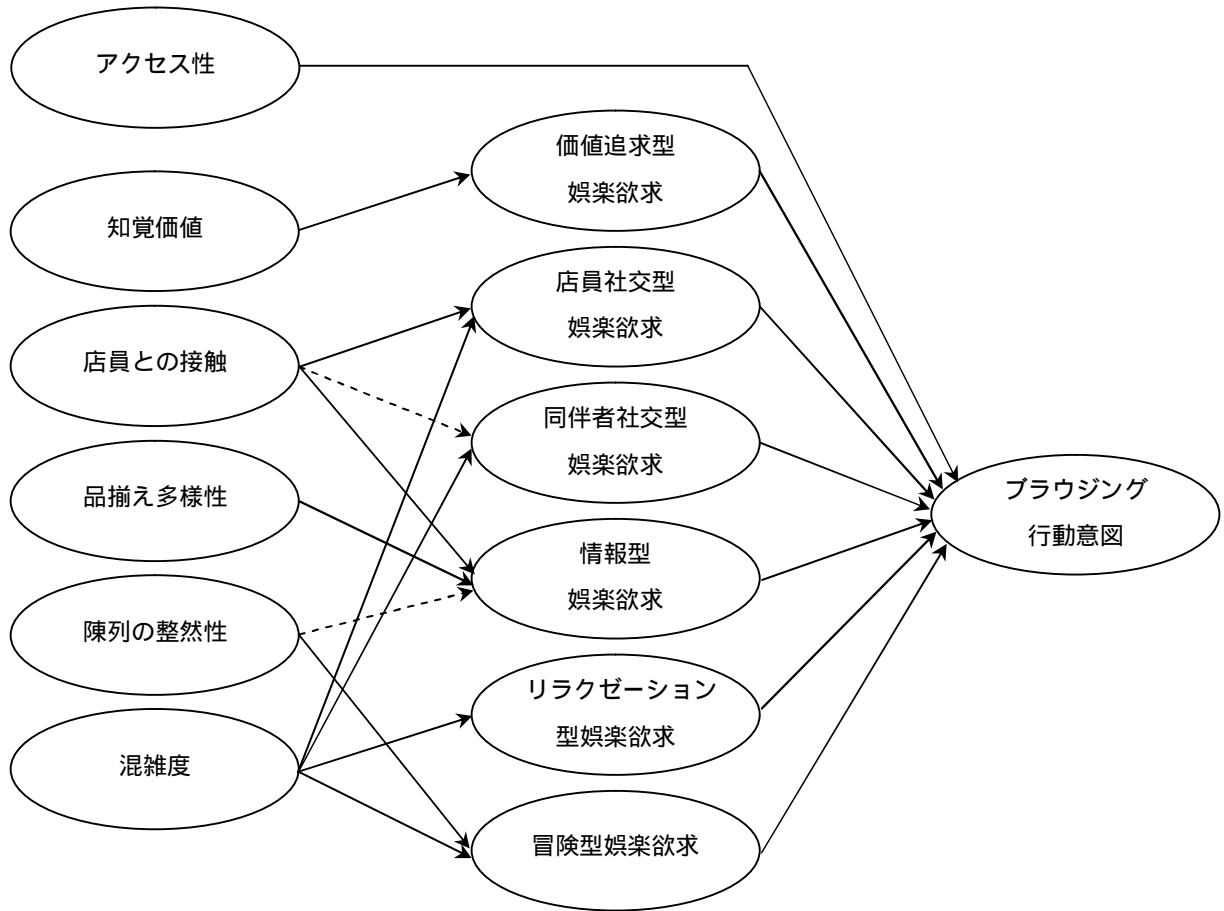 アクセス性
知覚価値
店員との接触
品揃え多様性
陳列の整然性
混雑度
価値追求型
娯楽欲求
店員社交型
娯楽欲求
同伴者社交型
娯楽欲求
情報型
娯楽欲求
リラクゼーション
型娯楽欲求
冒険型娯楽欲求
ブラウジング
行動意図